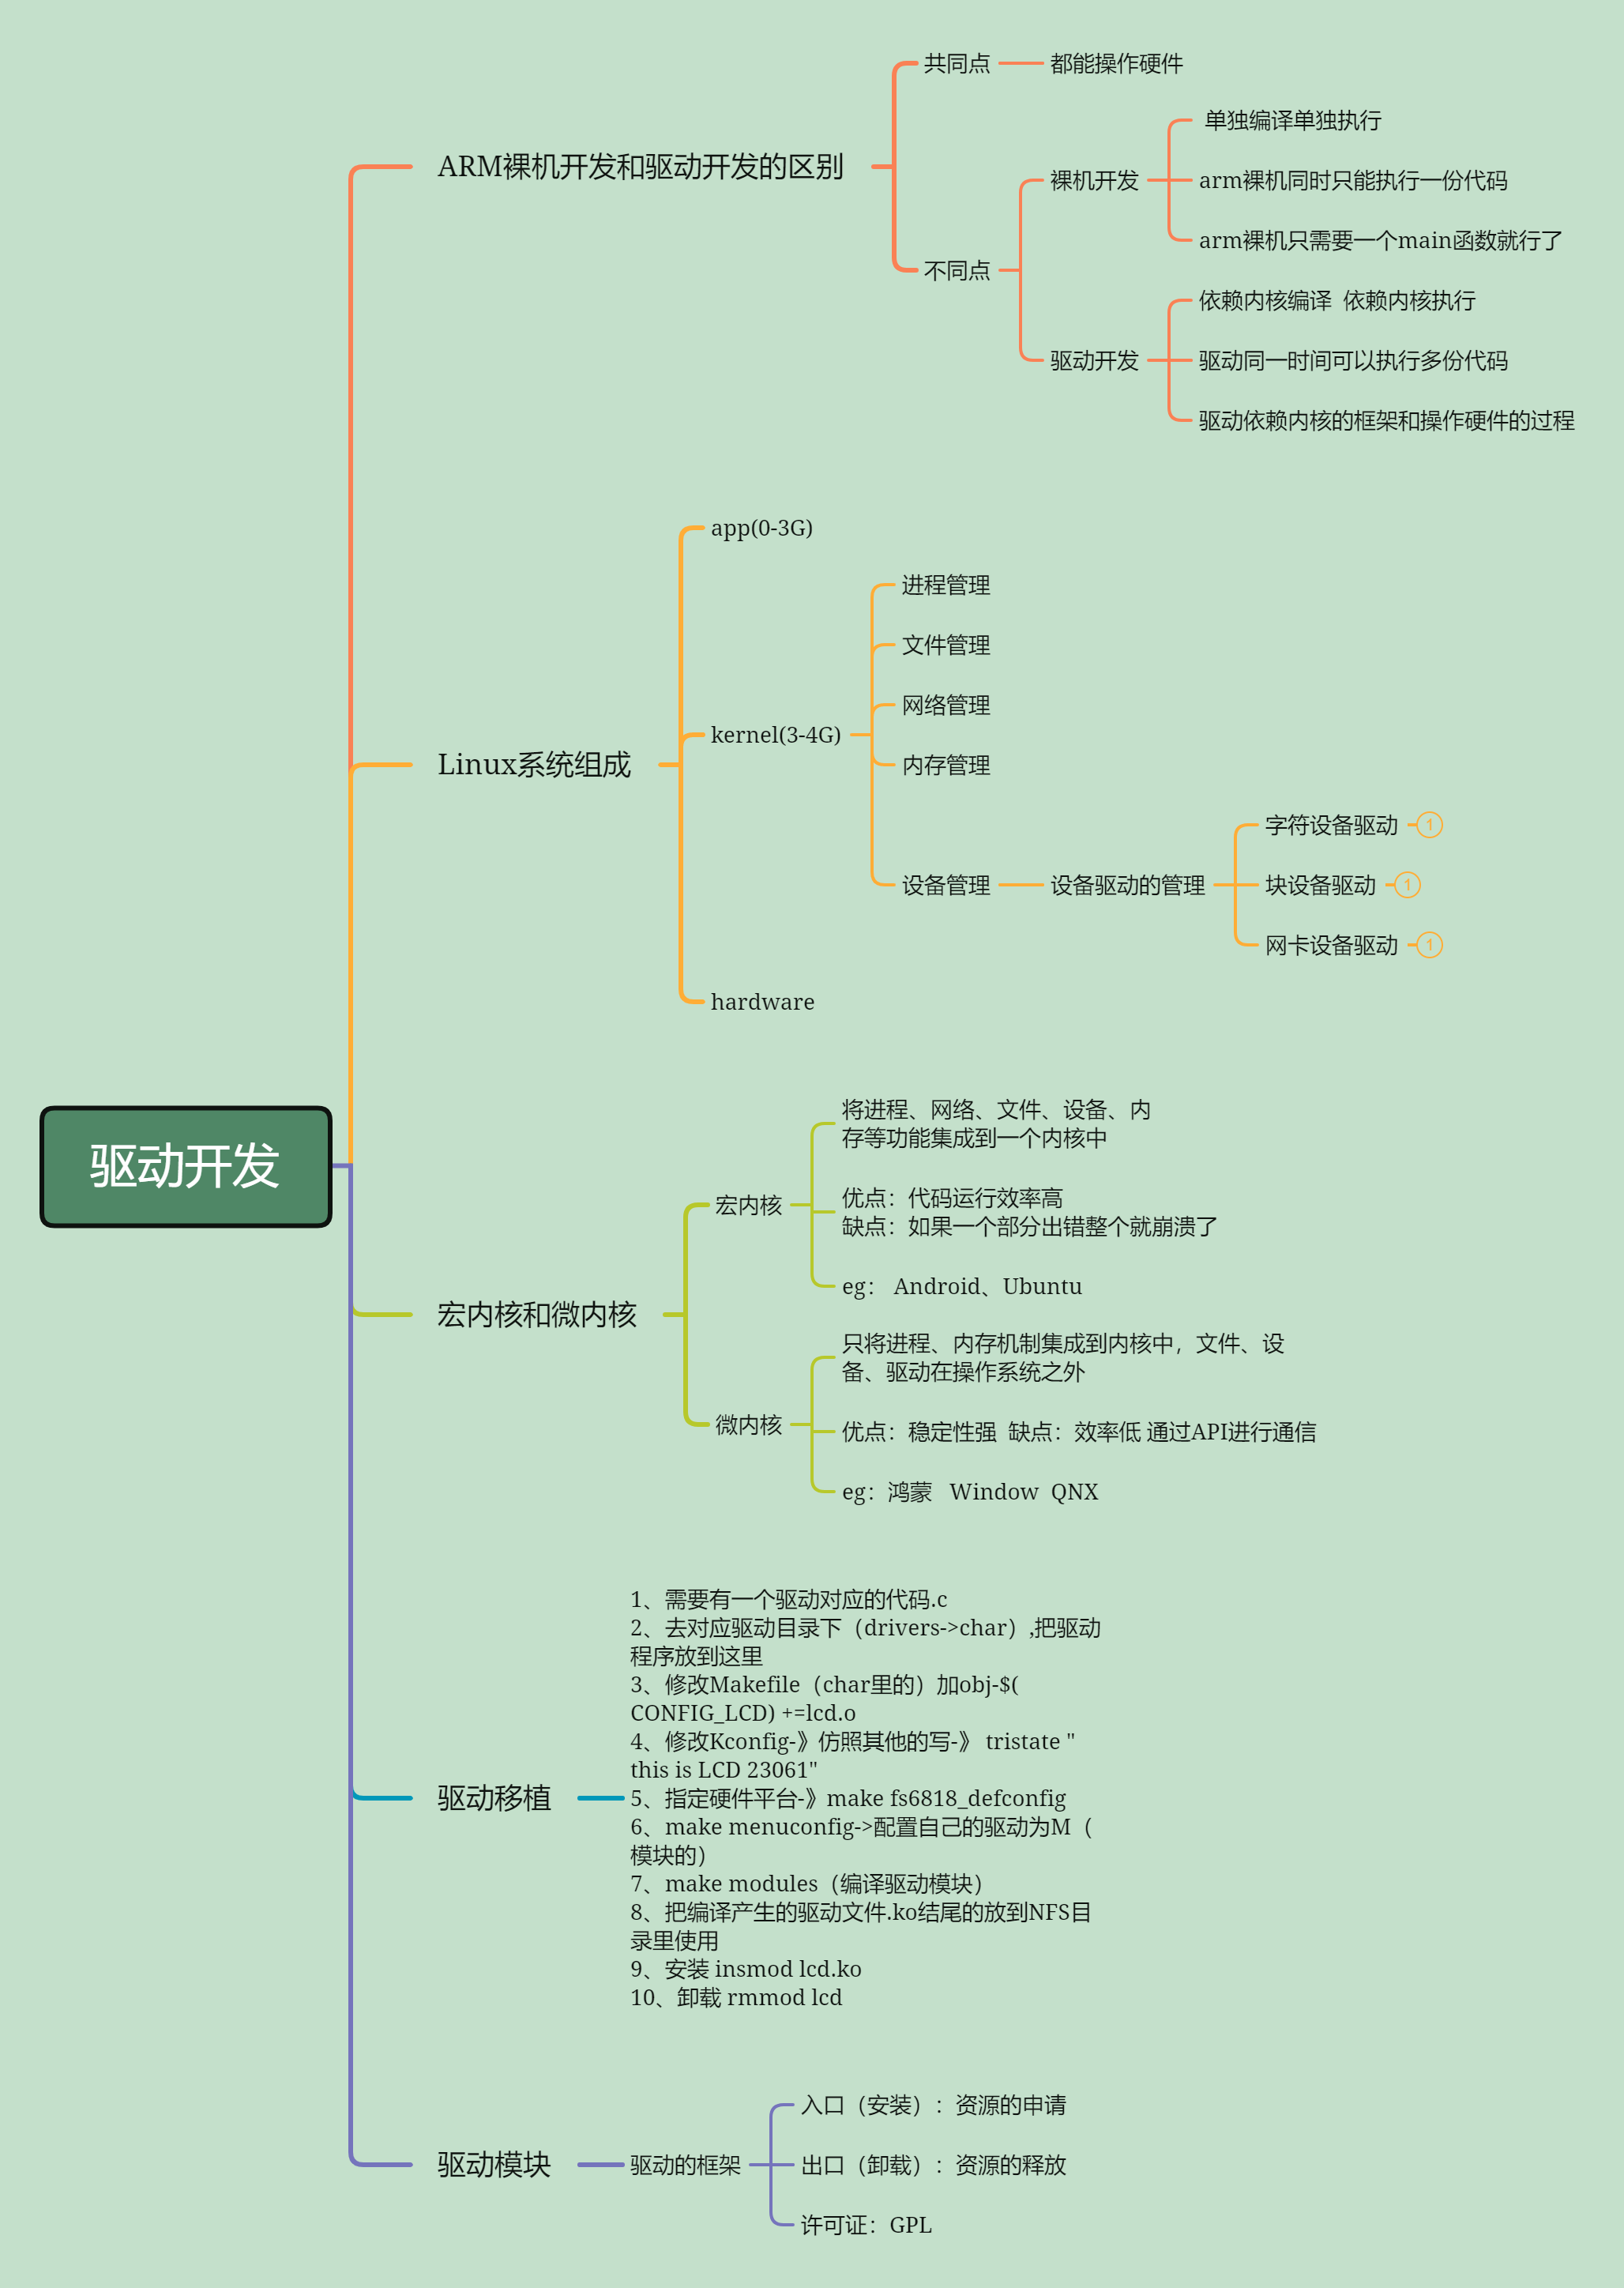 驱动开发
ARM裸机开发和驱动开发的区别
共同点
都能操作硬件
不同点
裸机开发
单独编译单独执行
arm裸机同时只能执行一份代码
arm裸机只需要一个main函数就行了
驱动开发
依赖内核编译 依赖内核执行
驱动同一时间可以执行多份代码
驱动依赖内核的框架和操作硬件的过程
Linux系统组成
app(0-3G)
kernel(3-4G)
进程管理
文件管理
网络管理
内存管理
设备管理
设备驱动的管理
字符设备驱动
1
块设备驱动
1
网卡设备驱动
1
hardware
宏内核和微内核
宏内核
将进程、网络、文件、设备、内
存等功能集成到一个内核中
优点：代码运行效率高
缺点：如果一个部分出错整个就崩溃了
eg： Android、Ubuntu
微内核
只将进程、内存机制集成到内核中，文件、设
备、驱动在操作系统之外
优点：稳定性强 缺点：效率低 通过API进行通信
eg：鸿蒙 Window QNX
驱动移植
1、需要有一个驱动对应的代码.c
2、去对应驱动目录下（drivers->char）,把驱动
程序放到这里
3、修改Makefile（char里的）加obj-$(
CONFIG_LCD) +=lcd.o
4、修改Kconfig-》仿照其他的写-》 tristate "
this is LCD 23061"
5、指定硬件平台-》make fs6818_defconfig
6、make menuconfig->配置自己的驱动为M（
模块的）
7、make modules（编译驱动模块）
8、把编译产生的驱动文件.ko结尾的放到NFS目
录里使用
9、安装 insmod lcd.ko
10、卸载 rmmod lcd
驱动模块
驱动的框架
入口（安装）：资源的申请
出口（卸载）：资源的释放
许可证：GPL